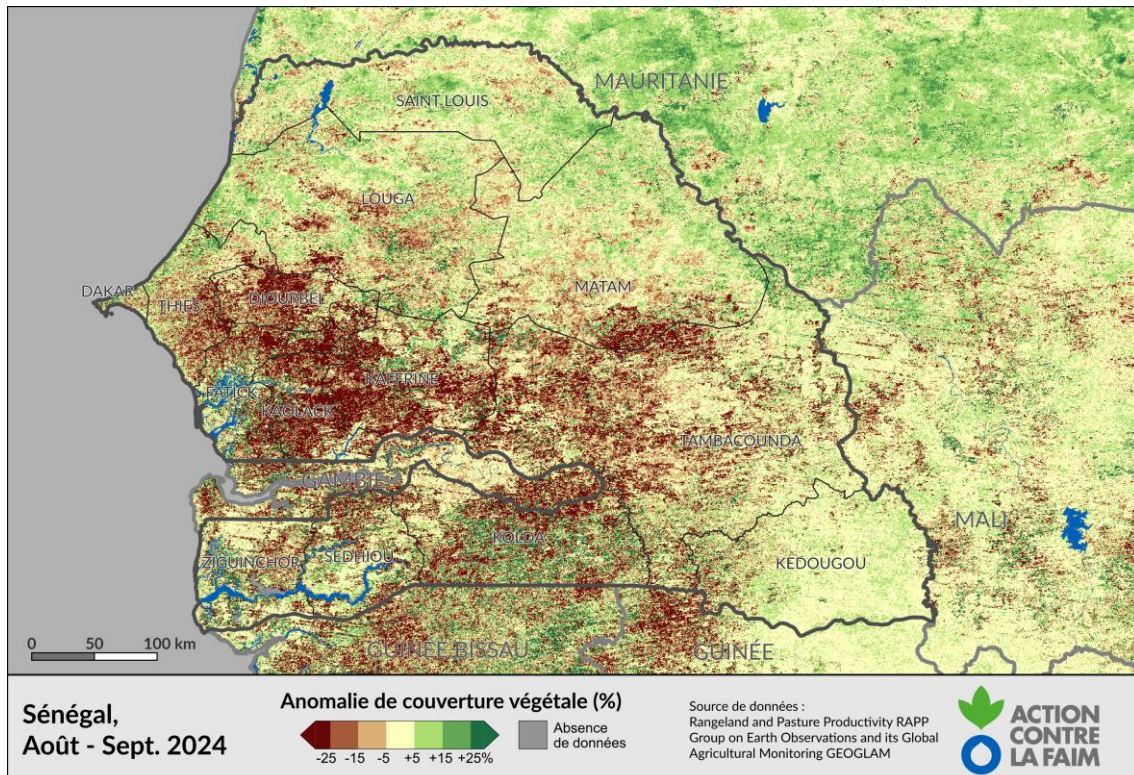 MAURITANIE
SAINT LOUIS
LOUGA
MATAM
DAKAR
THIES
DIOURBEL
FATICK
KAFFRINE
KAOLACK
TAMBACOUNDA
GAMBIE
KOLDA
ZIGUINCHOR
SEDHIOU
KEDOUGOU
MALI
GUINÉE BISSAU
GUINÉE
0 50 100 km
Sénégal,
Août - Sept. 2024
Anomalie de couverture végétale (%)
-25 -15 -5 +5 +15 +25%
Absence
de données
Source de données :
Rangeland and Pasture Productivity RAPP
Group on Earth Observations and its Global
Agricultural Monitoring GEOGLAM
ACTION
CONTRE
LA FAIM